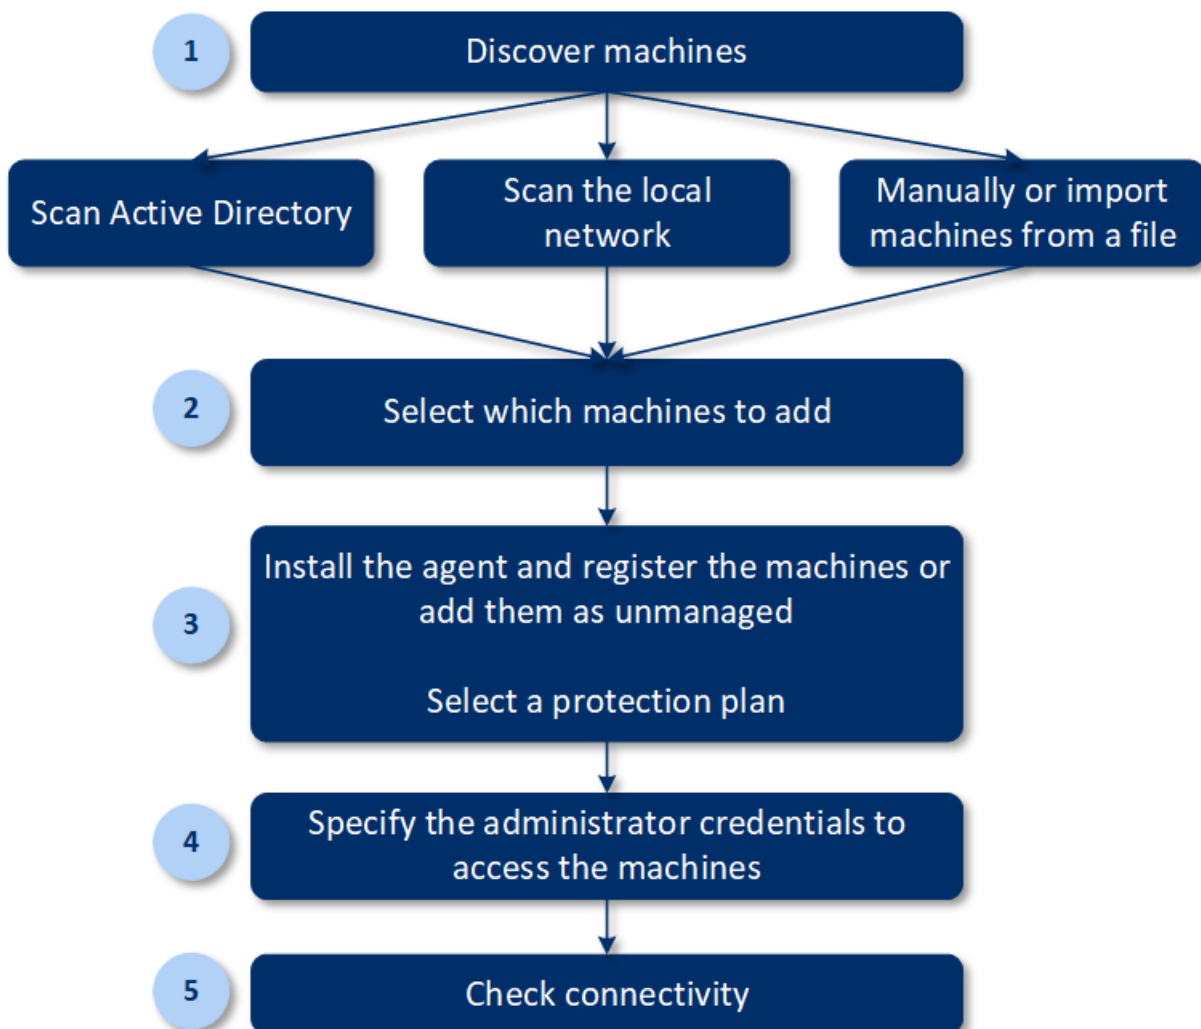 1
Discover machines
Scan Active Directory
Scan the local
network
Manually or import
machines from a file
2
Select which machines to add
3
Install the agent and register the machines or
add them as unmanaged
Select a protection plan
4
Specify the administrator credentials to
access the machines
5
Check connectivity